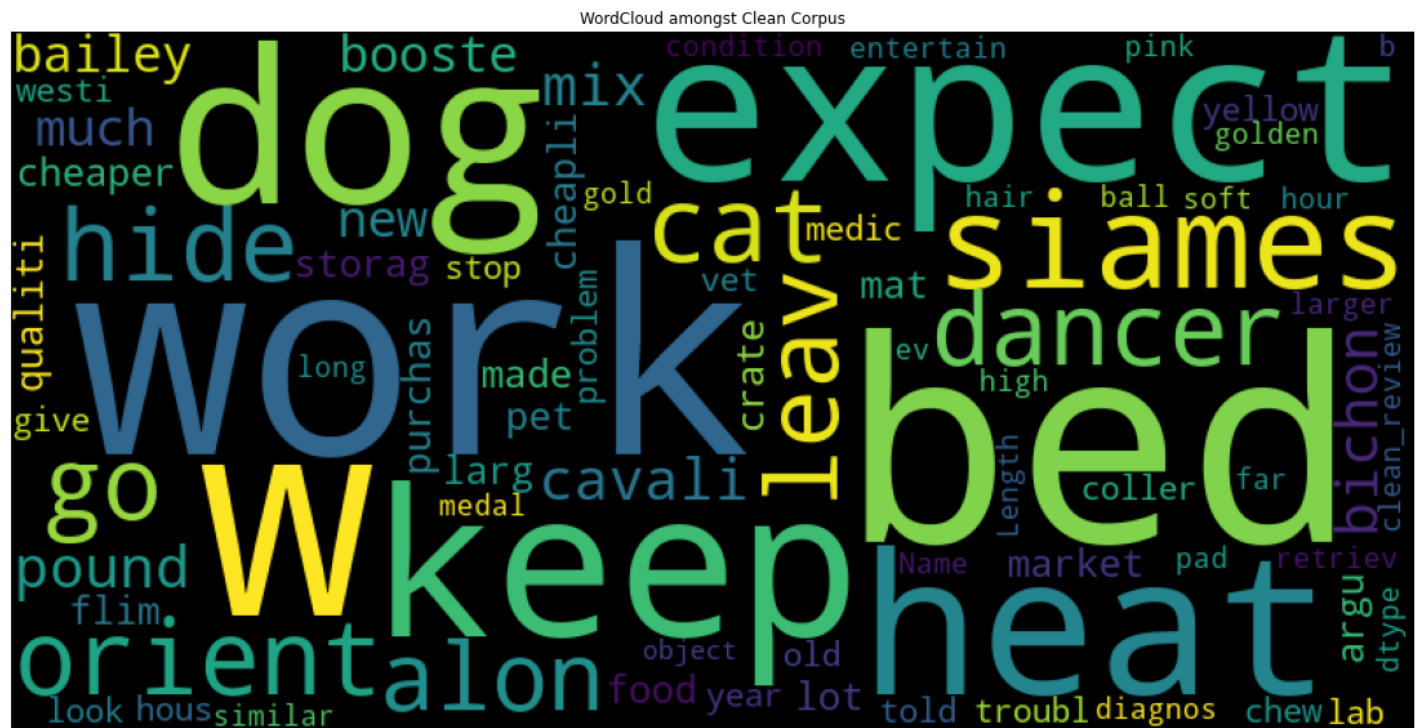 WordCloud amongst Clean Corpus
bailey
booste
condition
entertain
pink
b
westi
dog
mix
expect
yellow
much
golden
cheaper
cheapli
gold
hair
ball
soft
hour
hide
new
cat
medic
siames
storag
stop
leav
vet
mat
larger
qualiti
work
problem
dancer
long
purchas
made
crate
ev
high
bed
bichon
clean_review
give
pet
larg
cavali
Length
coller
far
go
w
medal
keep
pound
heat
Name
market
pad
retriev
flim
argu
dtype
orient
alon
object
old
food
year
lot
look
hous
similar
told
troubl
diagnos
chew
lab